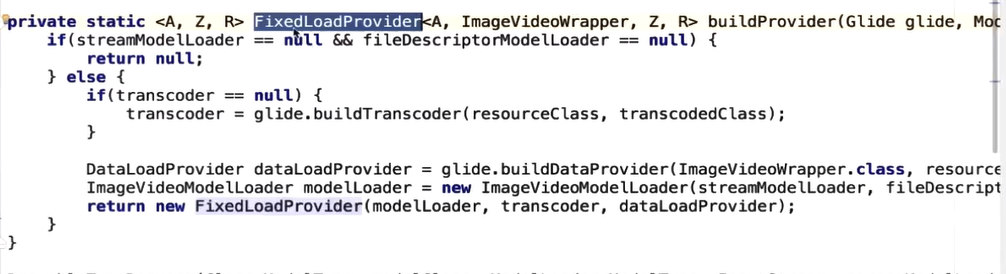 private static <A, Z, R> FixedLoadProvider<A, ImageVideoWrapper, Z, R> buildProvider(Glide glide,
if(streamModelLoader == null && fileDescriptorModelLoader == null) {
return null;
} else {
if(transcoder == null) {
transcoder = glide.buildTranscoder(resourceClass, transcodedClass);
}
DataLoadProvider dataLoadProvider = glide.buildDataProvider(ImageVideoWrapper.class, resource
ImageVideoModelLoader modelLoader = new ImageVideoModelLoader(streamModelLoader, fileDescript
return new FixedLoadProvider(modelLoader, transcoder, dataLoadProvider);
}
}